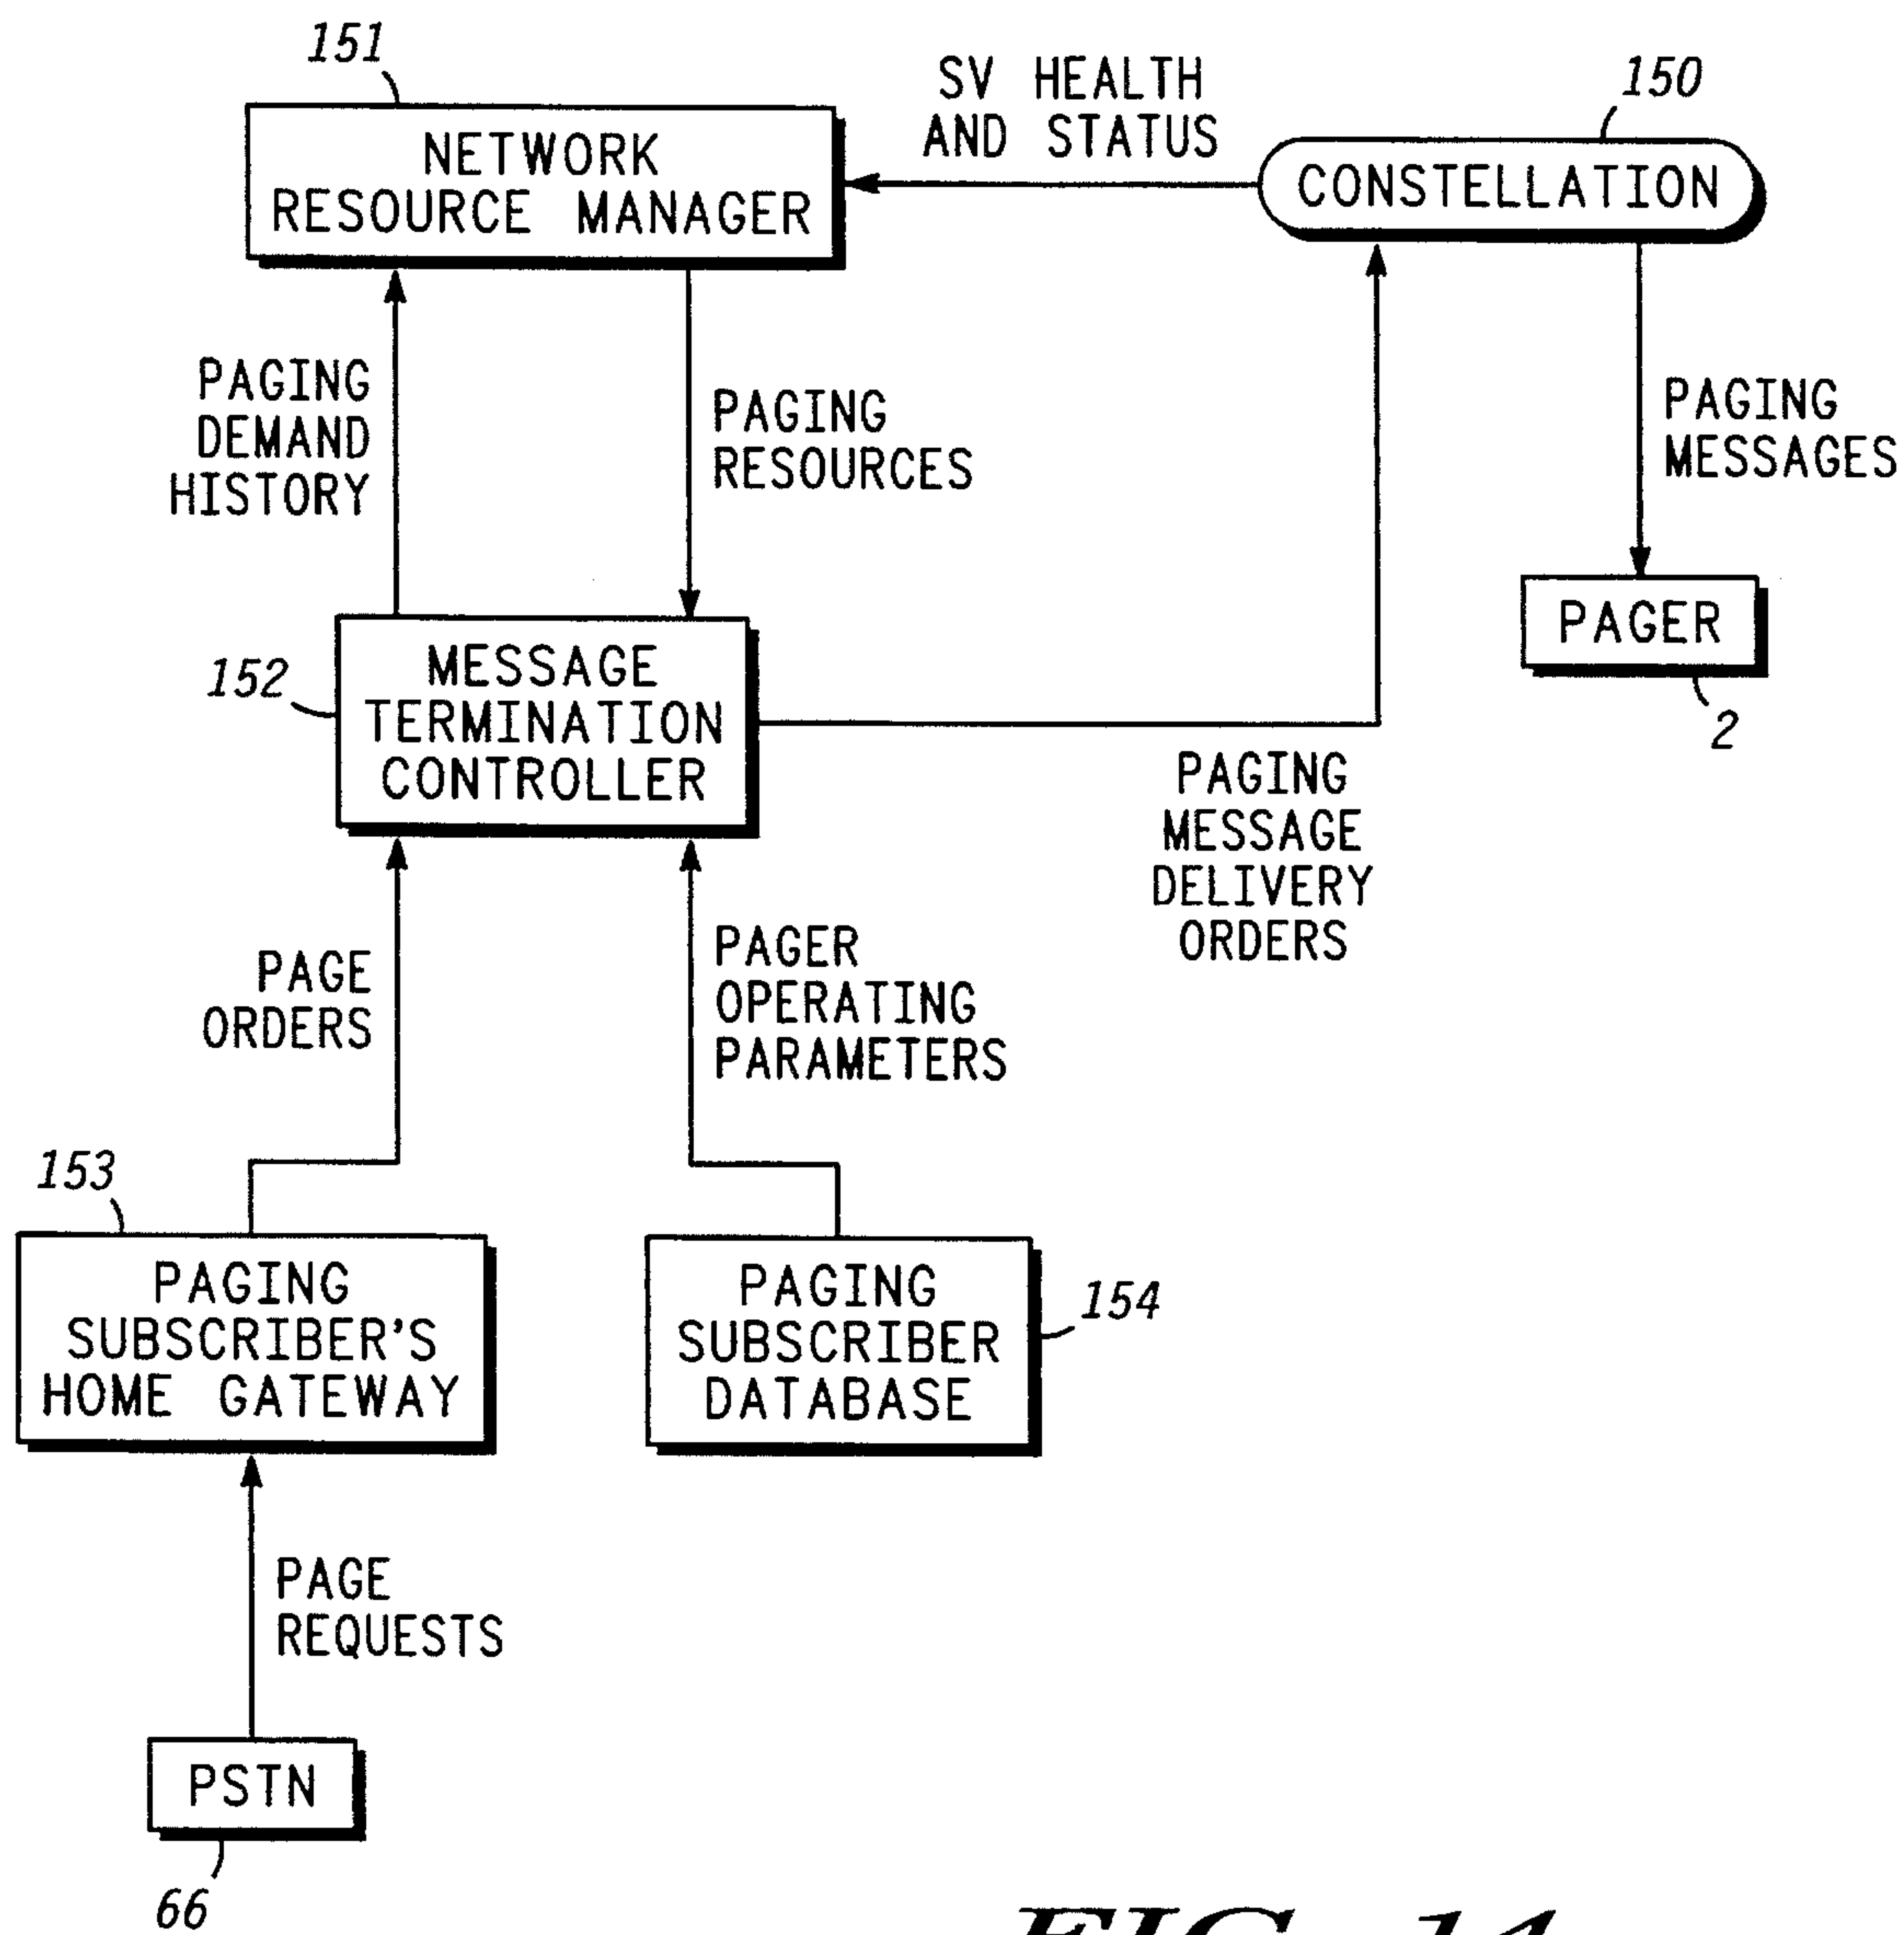 151
NETWORK
RESOURCE MANAGER
SV HEALTH
AND STATUS
150
CONSTELLATION
PAGING
DEMAND
HISTORY
PAGING
RESOURCES
PAGING
MESSAGES
PAGER
2
152
MESSAGE
TERMINATION
CONTROLLER
PAGING
MESSAGE
DELIVERY
ORDERS
PAGE
ORDERS
PAGER
OPERATING
PARAMETERS
153
PAGING
SUBSCRIBER'S
HOME GATEWAY
PAGING
SUBSCRIBER
DATABASE
154
PAGE
REQUESTS
PSTN
66
FIG. 14